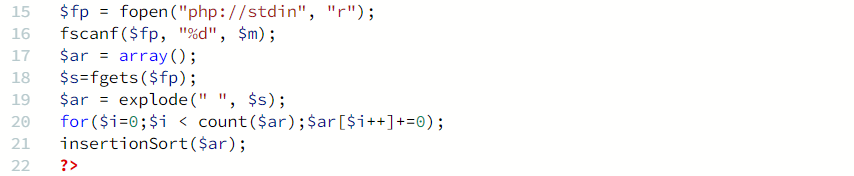 15 $fp = fopen("php://stdin", "r");
16 fscanf($fp, "%d", $m);
17 $ar = array();
18 $s=fgets($fp);
19 $ar = explode(" ", $s);
20 for($i=0;$i < count($ar);$ar[$i++]+=0);
21 insertionSort($ar);
22 ?>